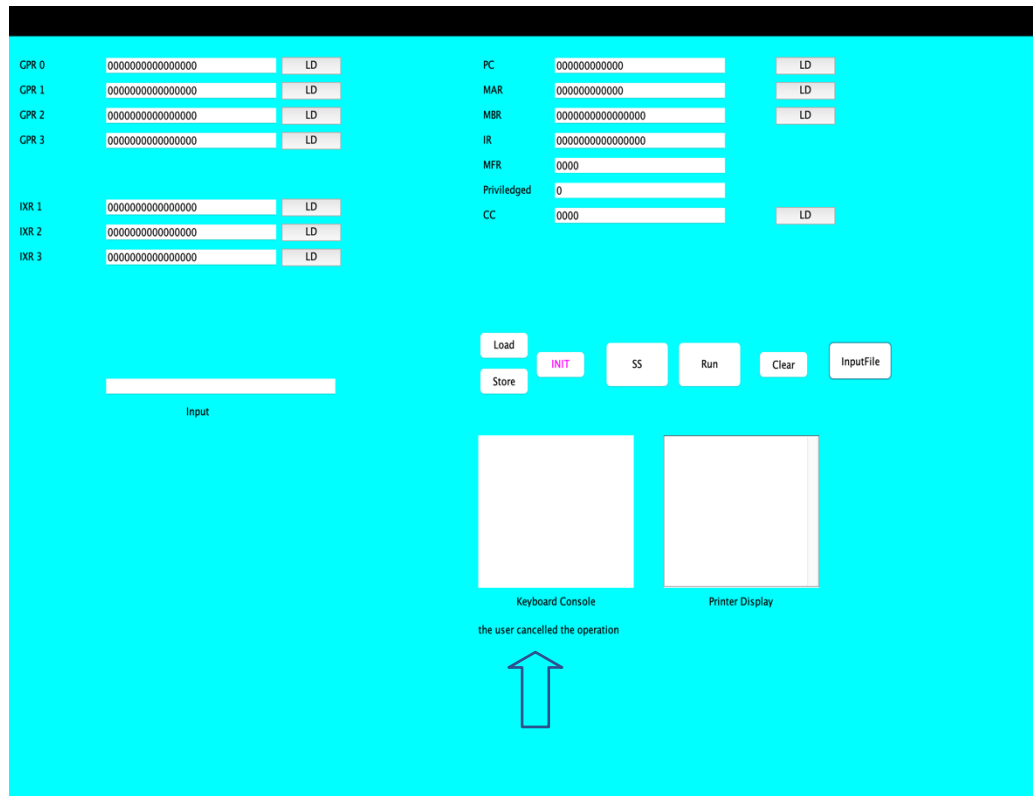 GPR 0 0000000000000000 LD
GPR 1 0000000000000000 LD
GPR 2 0000000000000000 LD
GPR 3 0000000000000000 LD
IXR 1 0000000000000000 LD
IXR 2 0000000000000000 LD
IXR 3 0000000000000000 LD
Input
PC 000000000000 LD
MAR 000000000000 LD
MBR 0000000000000000 LD
IR 0000000000000000
MFR 0000
Priviledged 0
CC 0000 LD
Load
Store
INIT
SS
Run
Clear
InputFile
Keyboard Console
Printer Display
the user cancelled the operation